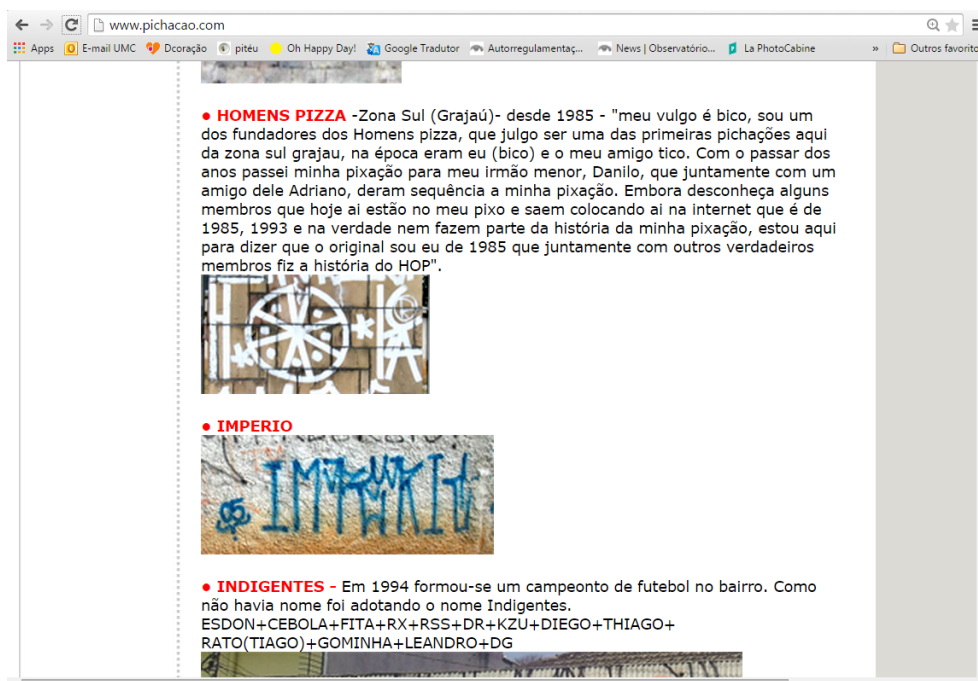 www.pichacao.com
Apps E-mail UMC Dcoração pitéu Oh Happy Day! Google Tradutor Autorregulamentaç... News | Observatório... La PhotoCabine » Outros favorito
• HOMENS PIZZA -Zona Sul (Grajaú)- desde 1985 - "meu vulgo é bico, sou um
dos fundadores dos Homens pizza, que julgo ser uma das primeiras pichações aqui
da zona sul grajau, na época eram eu (bico) e o meu amigo tico. Com o passar dos
anos passei minha pixação para meu irmão menor, Danilo, que juntamente com um
amigo dele Adriano, deram sequência a minha pixação. Embora desconheça alguns
membros que hoje ai estão no meu pixo e saem colocando ai na internet que é de
1985, 1993 e na verdade nem fazem parte da história da minha pixação, estou aqui
para dizer que o original sou eu de 1985 que juntamente com outros verdadeiros
membros fiz a história do HOP".
• IMPERIO
05 IMPERIO
• INDIGENTES - Em 1994 formou-se um campeonto de futebol no bairro. Como
não havia nome foi adotando o nome Indigentes.
ESDON+CEBOLA+FITA+RX+RSS+DR+KZU+DIEGO+THIAGO+
RATO(TIAGO)+GOMINHA+LEANDRO+DG